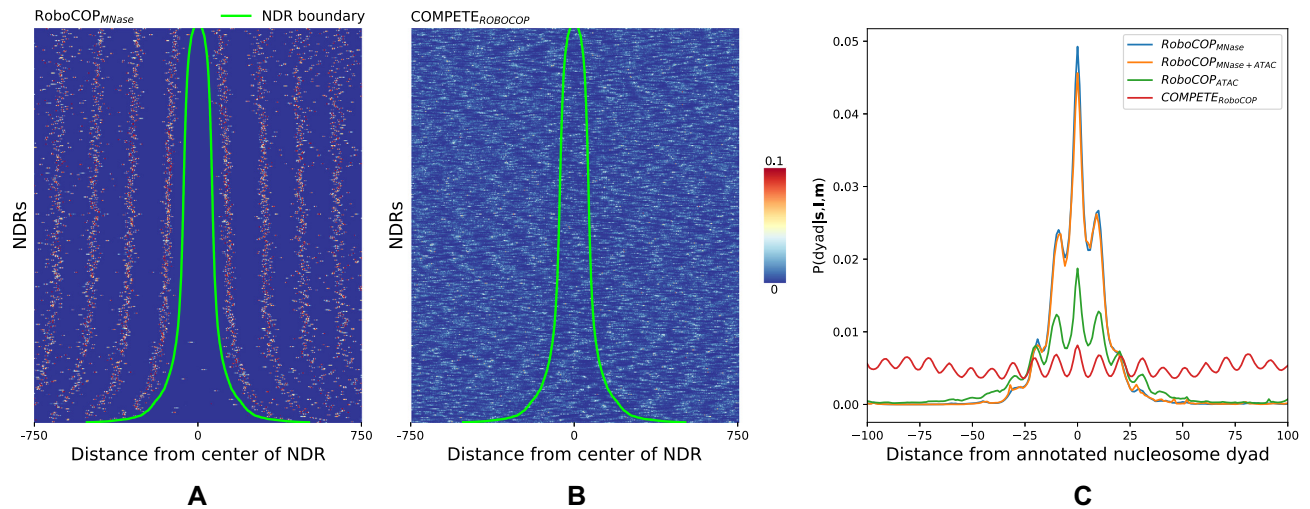 RoboCOP_MNase
NDR boundary
NDRs
-750
0
750
Distance from center of NDR
A
COMPETE_ROBOCOP
NDRs
-750
0
750
Distance from center of NDR
B
0.1
0
P(dyad|s,l,m)
0.05
0.04
0.03
0.02
0.01
0.00
RoboCOP_MNase
RoboCOP_MNase+ATAC
RoboCOP_ATAC
COMPETE_RoboCOP
−100
−75
−50
−25
0
25
50
75
100
Distance from annotated nucleosome dyad
C